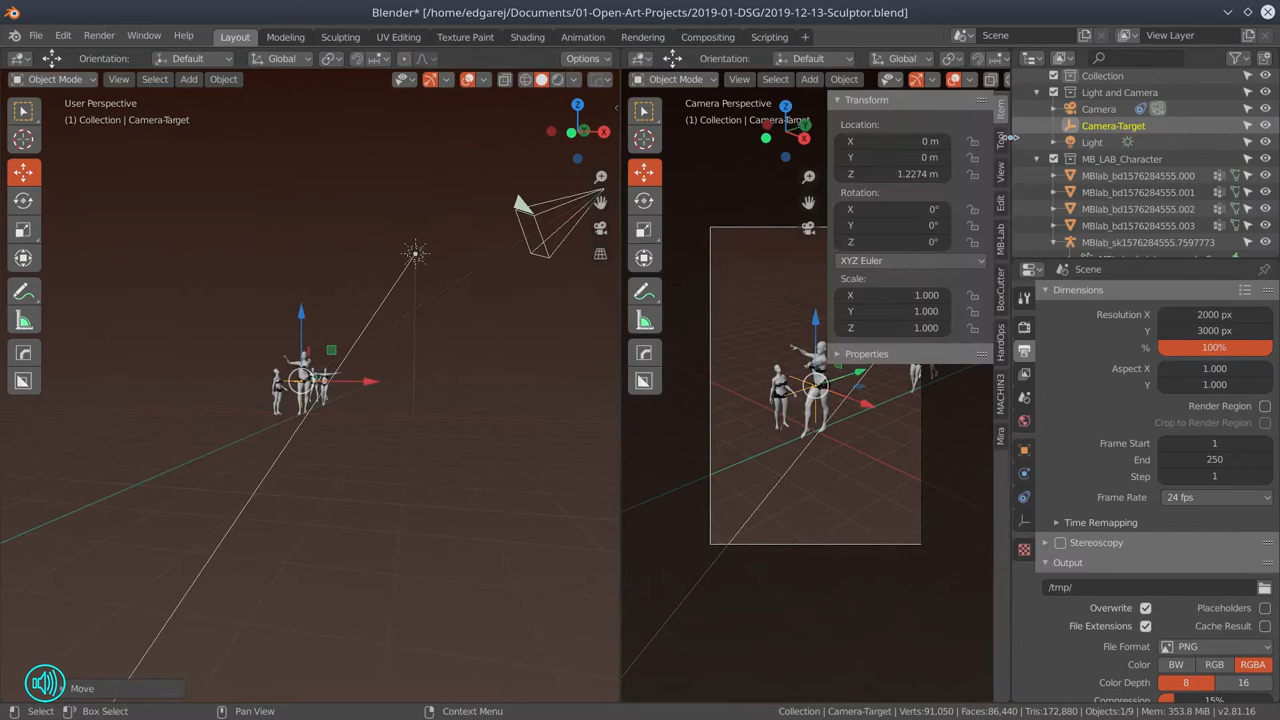 Blender* [/home/edgarej/Documents/01-Open-Art-Projects/2019-01-DSG/2019-12-13-Sculptor.blend]
File Edit Render Window Help Layout Modeling Sculpting UV Editing Texture Paint Shading Animation Rendering Compositing Scripting + Scene View Layer
Orientation: Default Global Options
Orientation: Default Global
Object Mode View Select Add Object
Object Mode View Select Add Object
User Perspective
(1) Collection | Camera-Target
Z
X
Y
Move
Camera Perspective
(1) Collection | Camera-Target
Z
Y
X
Transform
Location:
X 0 m
Y 0 m
Z 1.2274 m
Rotation:
X 0°
Y 0°
Z 0°
XYZ Euler
Scale:
X 1.000
Y 1.000
Z 1.000
Properties
Item
Tool
View
Edit
MB-Lab
BoxCutter
HardOps
MACHIN3
Mira
Collection
Light and Camera
Camera
Camera-Target
Light
MB_LAB_Character
MBlab_bd1576284555.000
MBlab_bd1576284555.001
MBlab_bd1576284555.002
MBlab_bd1576284555.003
MBlab_sk1576284555.7597773
Scene
Dimensions
Resolution X 2000 px
Y 3000 px
% 100%
Aspect X 1.000
Y 1.000
Render Region
Crop to Render Region
Frame Start 1
End 250
Step 1
Frame Rate 24 fps
Time Remapping
Stereoscopy
Output
/tmp/
Overwrite Placeholders
File Extensions Cache Result
File Format PNG
Color BW RGB RGBA
Color Depth 8 16
Compression 15%
Select Box Select Pan View Context Menu Collection | Camera-Target | Verts:91,050 | Faces:86,440 | Tris:172,880 | Objects:1/9 | Mem: 353.8 MiB | v2.81.16